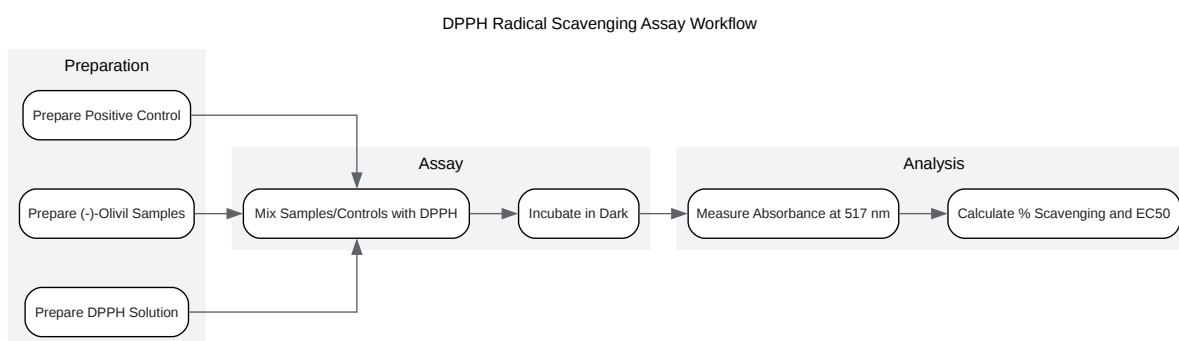 DPPH Radical Scavenging Assay Workflow
Preparation
Prepare Positive Control
Prepare (-)-Olivil Samples
Prepare DPPH Solution
Assay
Mix Samples/Controls with DPPH
Incubate in Dark
Analysis
Measure Absorbance at 517 nm
Calculate % Scavenging and EC50